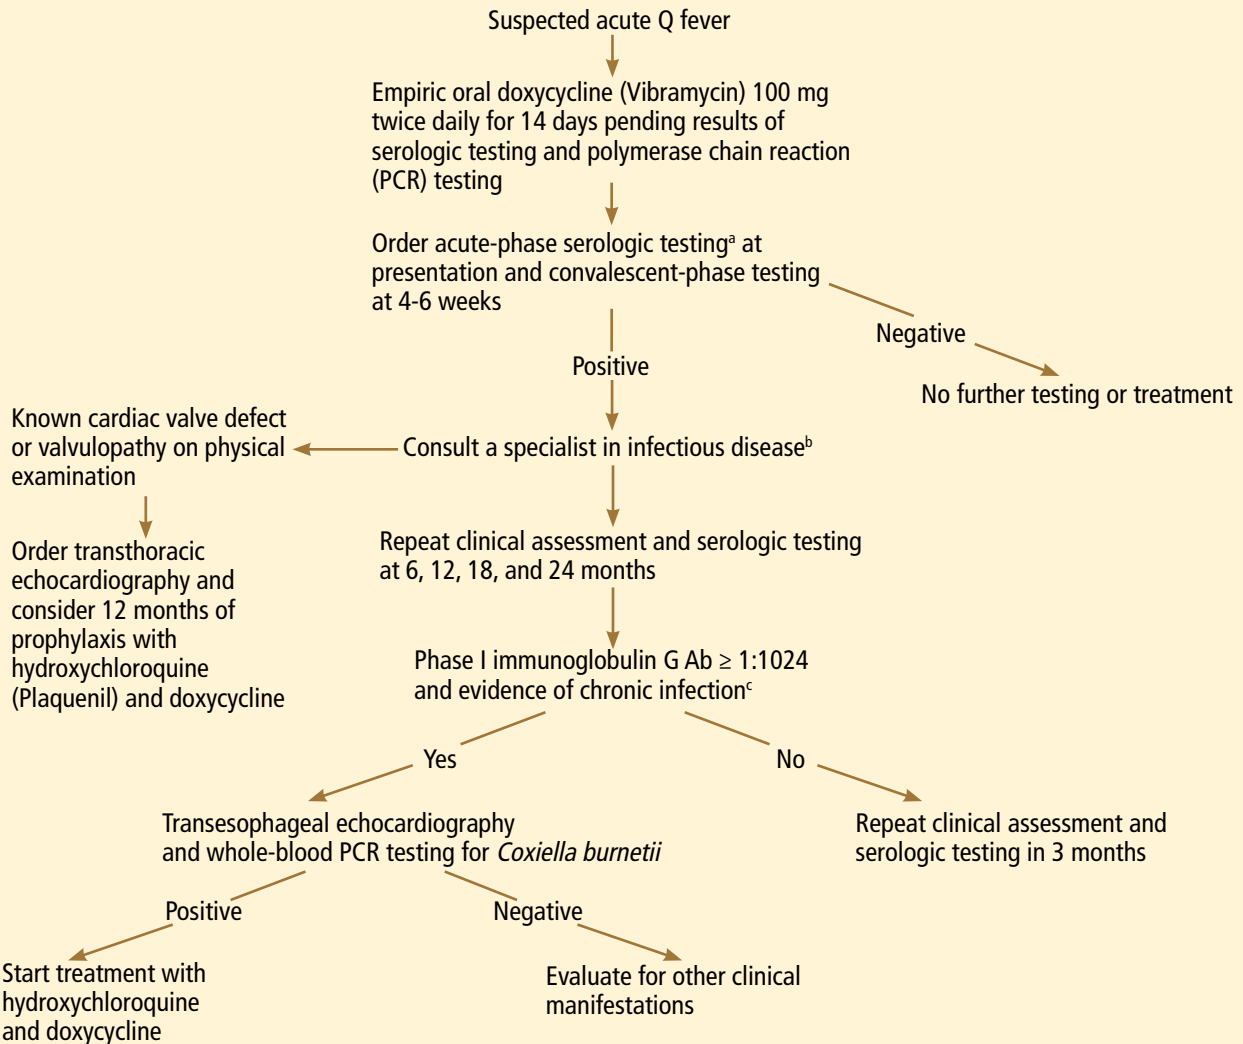 Suspected acute Q fever
Empiric oral doxycycline (Vibramycin) 100 mg
twice daily for 14 days pending results of
serologic testing and polymerase chain reaction
(PCR) testing
Order acute-phase serologic testingᵃ at
presentation and convalescent-phase testing
at 4-6 weeks
Negative
No further testing or treatment
Positive
Consult a specialist in infectious diseaseᵇ
Known cardiac valve defect
or valvulopathy on physical
examination
Order transthoracic
echocardiography and
consider 12 months of
prophylaxis with
hydroxychloroquine
(Plaquenil) and doxycycline
Repeat clinical assessment and serologic testing
at 6, 12, 18, and 24 months
Phase I immunoglobulin G Ab ≥ 1:1024
and evidence of chronic infectionᶜ
Yes
No
Transesophageal echocardiography
and whole-blood PCR testing for Coxiella burnetii
Repeat clinical assessment and
serologic testing in 3 months
Positive
Negative
Start treatment with
hydroxychloroquine
and doxycycline
Evaluate for other clinical
manifestations